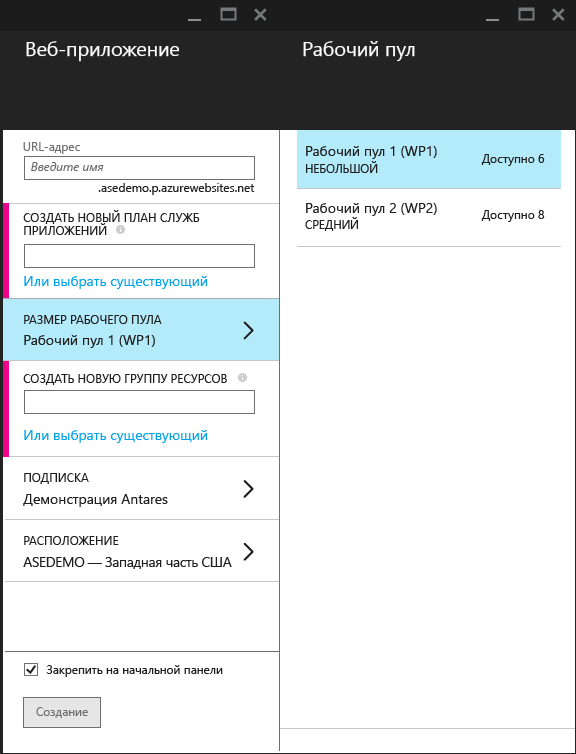 Веб-приложение
URL-адрес
Введите имя
.asedemo.p.azurewebsites.net
СОЗДАТЬ НОВЫЙ ПЛАН СЛУЖБ
ПРИЛОЖЕНИЙ
Или выбрать существующий
РАЗМЕР РАБОЧЕГО ПУЛА
Рабочий пул 1 (WP1)
СОЗДАТЬ НОВУЮ ГРУППУ РЕСУРСОВ
Или выбрать существующий
ПОДПИСКА
Демонстрация Antares
РАСПОЛОЖЕНИЕ
ASEDEMO — Западная часть США
Закрепить на начальной панели
Создание
Рабочий пул
Рабочий пул 1 (WP1)
НЕБОЛЬШОЙ
Доступно 6
Рабочий пул 2 (WP2)
СРЕДНИЙ
Доступно 8